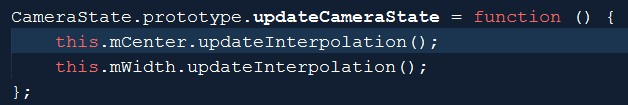 CameraState.prototype.updateCameraState = function () {
    this.mCenter.updateInterpolation();
    this.mWidth.updateInterpolation();
};